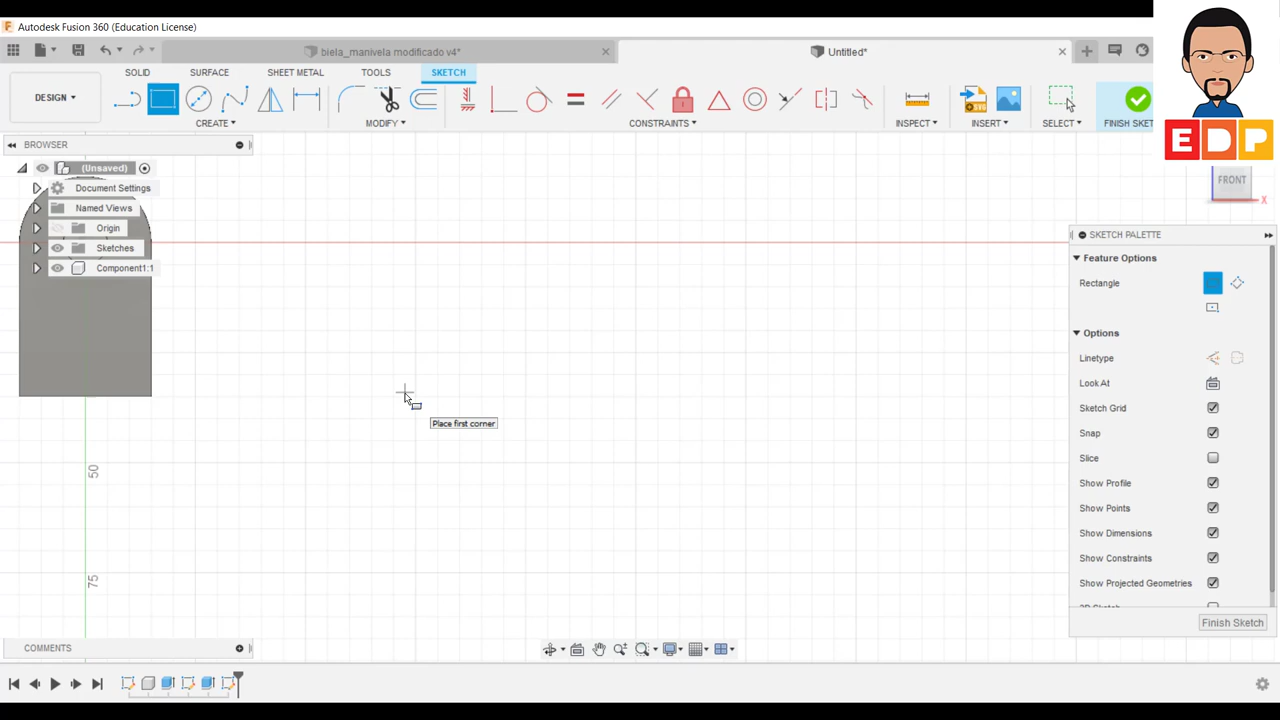 Autodesk Fusion 360 (Education License)
biela_manivela modificado v4*
Untitled*
SOLID SURFACE SHEET METAL TOOLS SKETCH
DESIGN
CREATE MODIFY CONSTRAINTS INSPECT INSERT SELECT FINISH SKET
E D P
BROWSER
(Unsaved)
FRONT
Document Settings
X
Named Views
Origin
SKETCH PALETTE
Sketches
Feature Options
Component1:1
Rectangle
Options
Linetype
Look At
Sketch Grid
Place first corner
Snap
Slice
50
Show Profile
Show Points
Show Dimensions
Show Constraints
75
Show Projected Geometries
Finish Sketch
COMMENTS